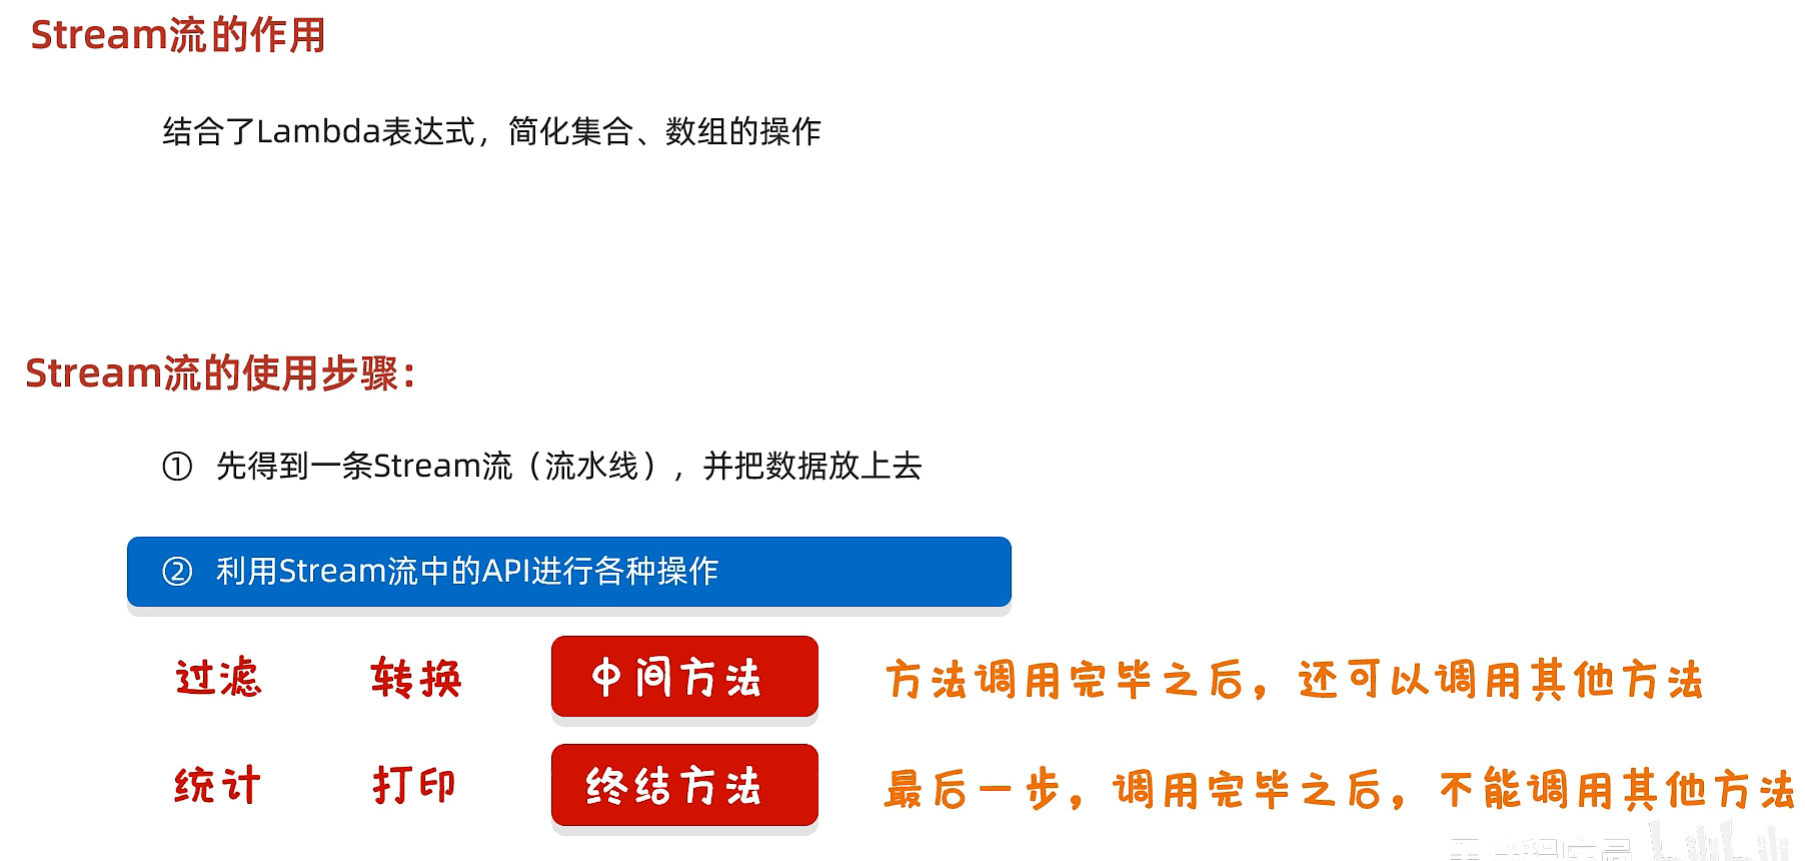 Stream流的作用
结合了Lambda表达式，简化集合、数组的操作
Stream流的使用步骤：
① 先得到一条Stream流（流水线），并把数据放上去
② 利用Stream流中的API进行各种操作
过滤 转换 中间方法 方法调用完毕之后，还可以调用其他方法
统计 打印 终结方法 最后一步，调用完毕之后，不能调用其他方法